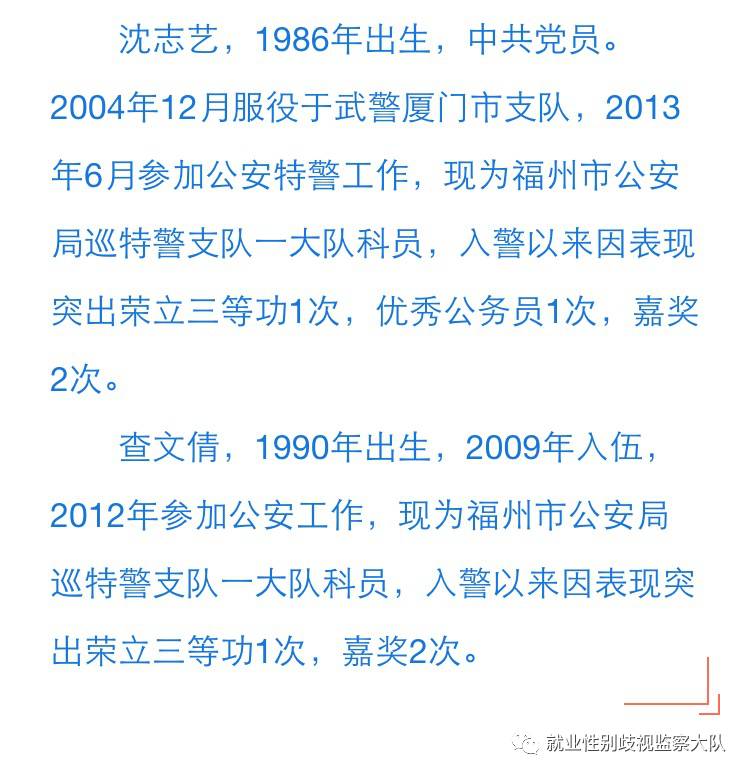 沈志艺，1986年出生，中共党员。
2004年12月服役于武警厦门市支队，2013
年6月参加公安特警工作，现为福州市公安
局巡特警支队一大队科员，入警以来因表现
突出荣立三等功1次，优秀公务员1次，嘉奖
2次。
查文倩，1990年出生，2009年入伍，
2012年参加公安工作，现为福州市公安局
巡特警支队一大队科员，入警以来因表现突
出荣立三等功1次，嘉奖2次。
就业性别歧视监察大队